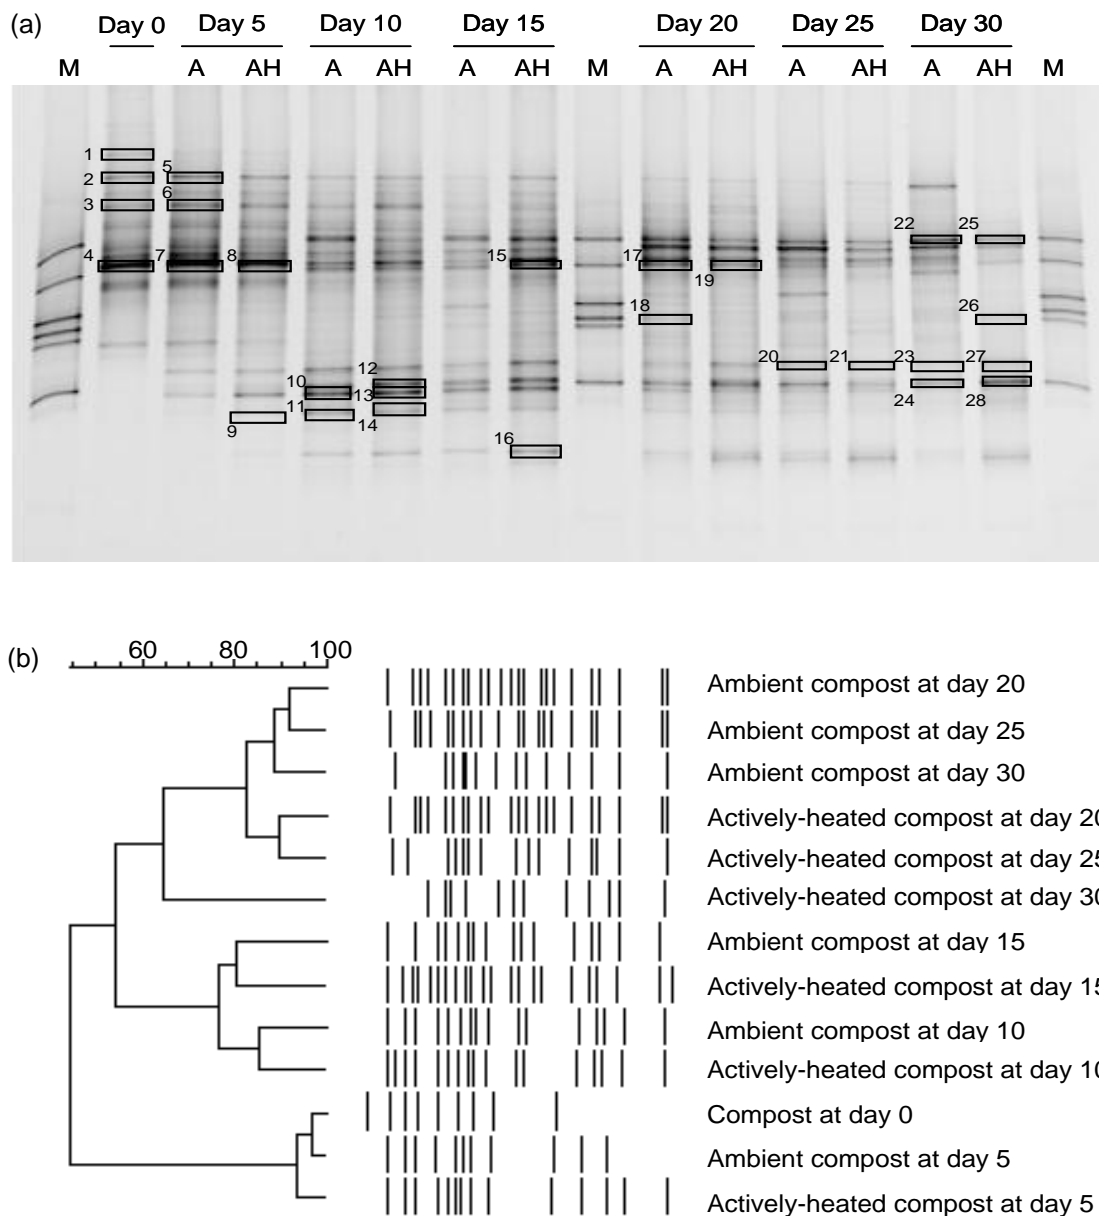 (a) Day 0 Day 5 Day 10 Day 15 Day 20 Day 25 Day 30
M A AH A AH A AH M A AH A AH A AH M
1
2 5
3 6
4 7 8 15 17 19 22 25
18 26
10 12 20 21 23 27
11 13 24 28
9 14
16
(b) 60 80 100
Ambient compost at day 20
Ambient compost at day 25
Ambient compost at day 30
Actively-heated compost at day 20
Actively-heated compost at day 25
Actively-heated compost at day 30
Ambient compost at day 15
Actively-heated compost at day 15
Ambient compost at day 10
Actively-heated compost at day 10
Compost at day 0
Ambient compost at day 5
Actively-heated compost at day 5